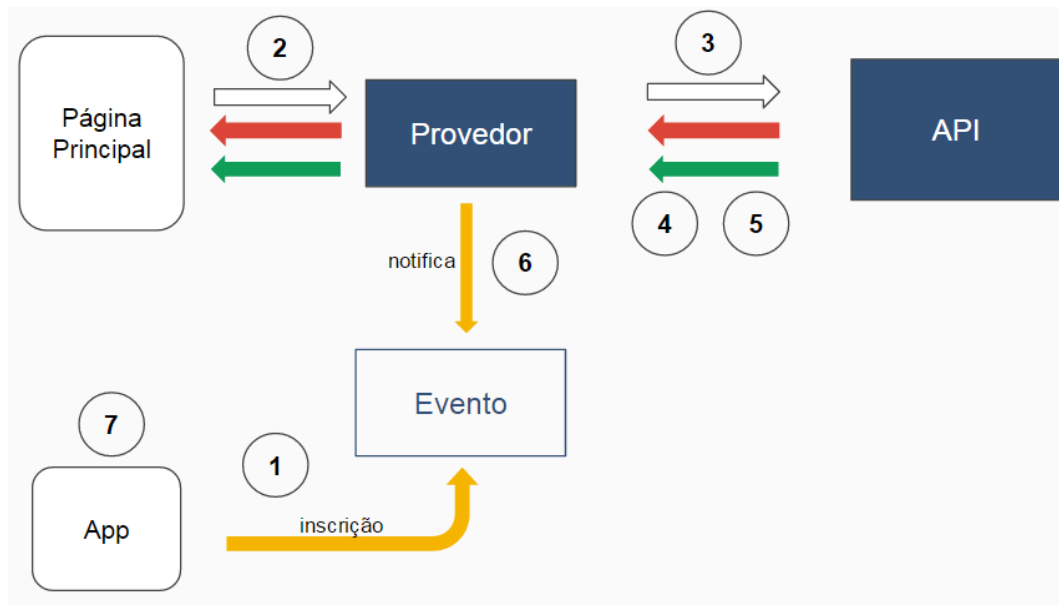 2
3
Página
Principal
Provedor
API
4
5
notifica
6
Evento
7
1
inscrição
App